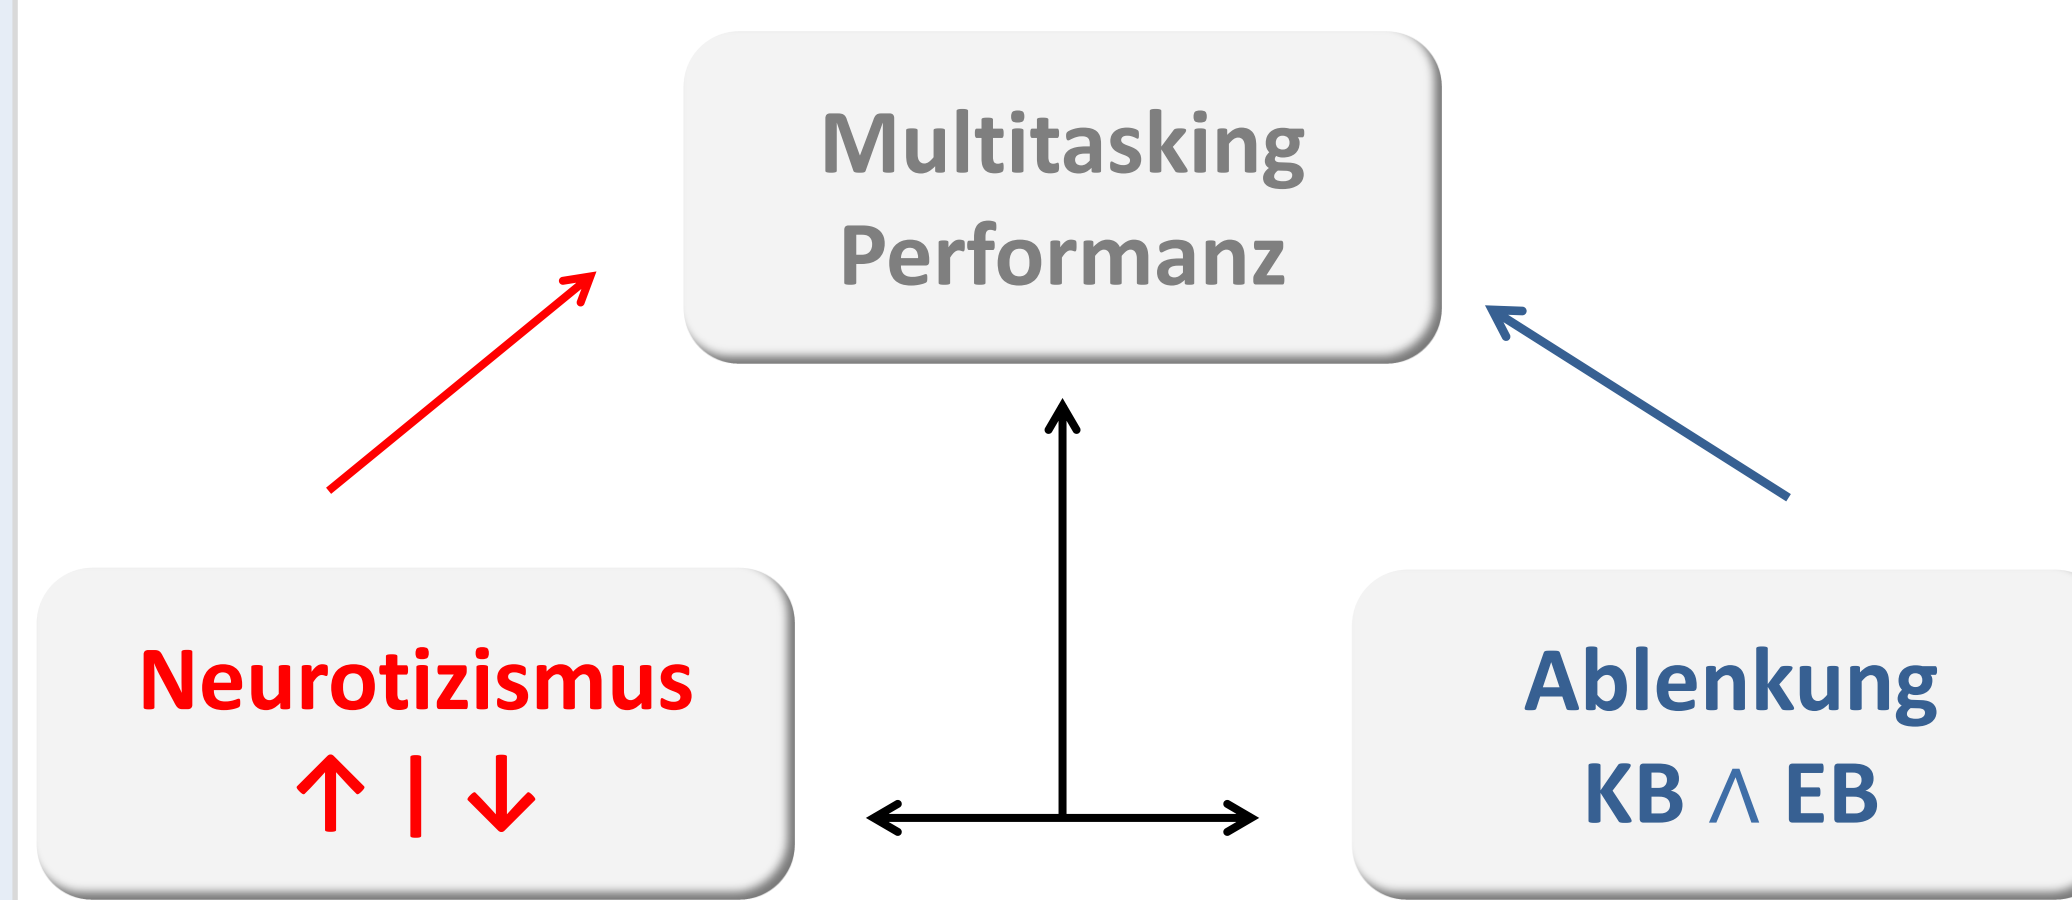 Multitasking
Performanz
Neurotizismus
↑ | ↓
Ablenkung
KB ∧ EB